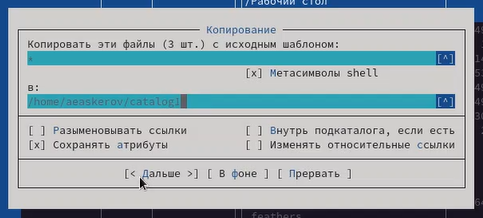 /Рабочий стол
Копирование
Копировать эти файлы (3 шт.) с исходным шаблоном:
*
[^]
[x] Метасимволы shell
в:
/home/aeaskerov/catalog1
[^]
[ ] Разыменовывать ссылки
[ ] Внутрь подкаталога, если есть
[x] Сохранять атрибуты
[ ] Изменять относительные ссылки
[< Дальше >] [ В фоне ] [ Прервать ]
feathers